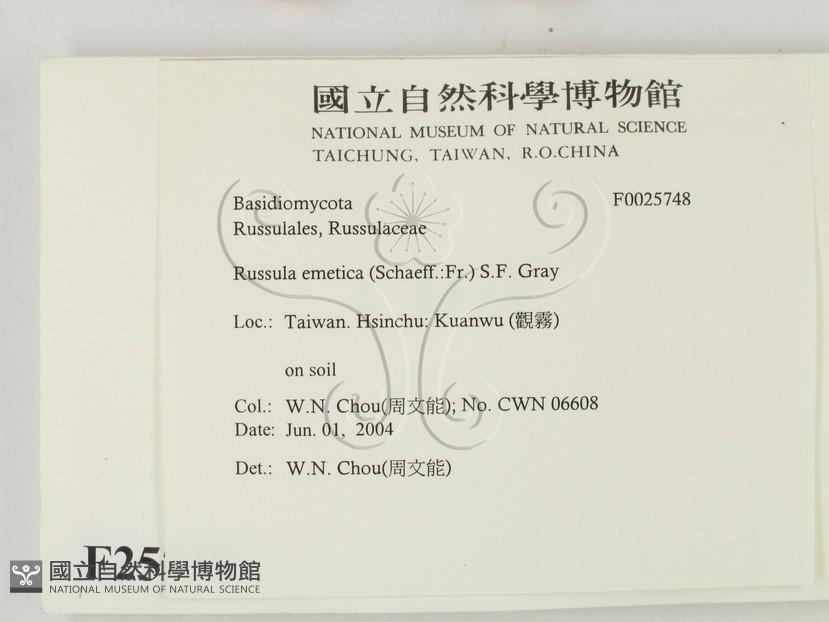 國立自然科學博物館
NATIONAL MUSEUM OF NATURAL SCIENCE
TAICHUNG, TAIWAN, R.O.CHINA
Basidiomycota F0025748
Russulales, Russulaceae
Russula emetica (Schaeff.:Fr.) S.F. Gray
Loc.: Taiwan. Hsinchu: Kuanwu (觀霧)
on soil
Col.: W.N. Chou(周文能); No. CWN 06608
Date: Jun. 01, 2004
Det.: W.N. Chou(周文能)
國立自然科學博物館
NATIONAL MUSEUM OF NATURAL SCIENCE